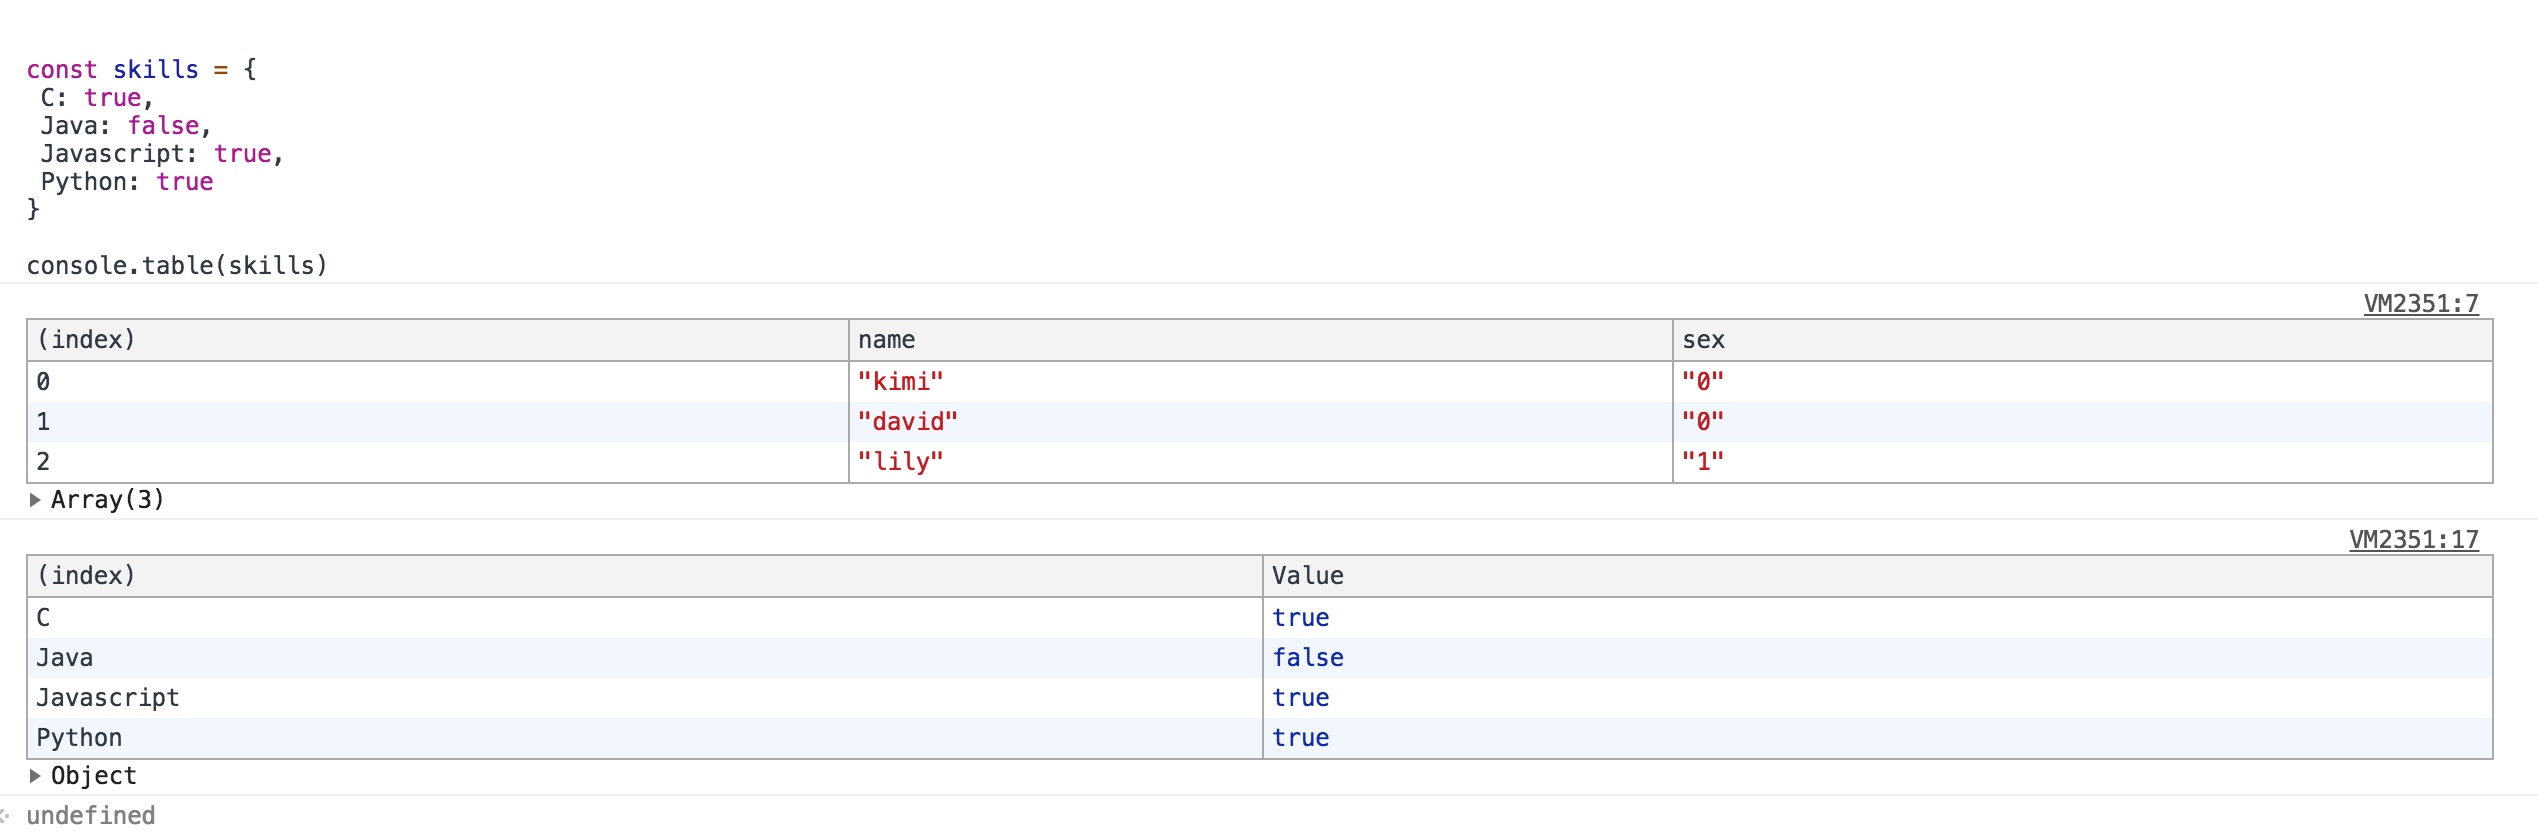 const skills = {
C: true,
Java: false,
Javascript: true,
Python: true
}
console.table(skills)
VM2351:7
(index) name sex
0 "kimi" "0"
1 "david" "0"
2 "lily" "1"
Array(3)
VM2351:17
(index) Value
C true
Java false
Javascript true
Python true
Object
undefined